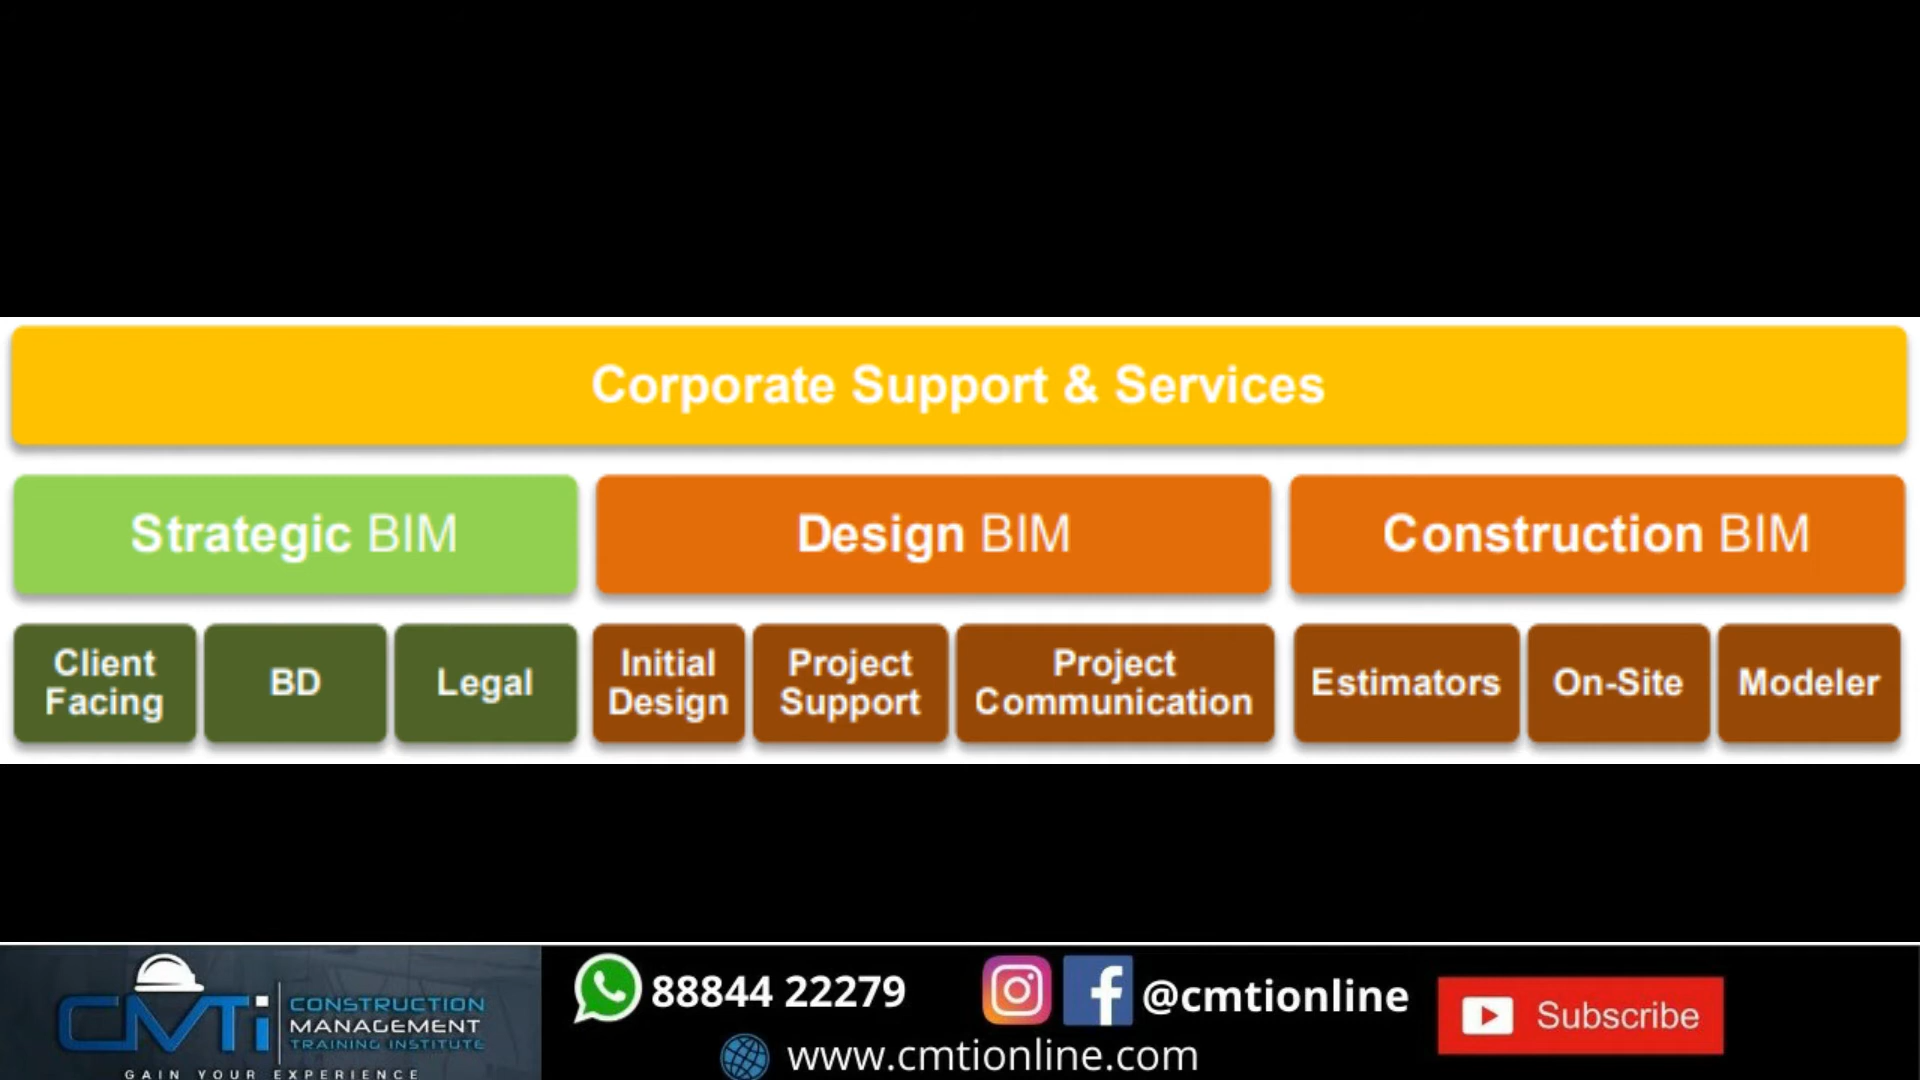 Corporate Support & Services
Strategic BIM
Design BIM
Construction BIM
Client
Facing
BD
Legal
Initial
Design
Project
Support
Project
Communication
Estimators
On-Site
Modeler
CMTi
CONSTRUCTION
MANAGEMENT
TRAINING INSTITUTE
GAIN YOUR EXPERIENCE
88844 22279
@cmtionline
www.cmtionline.com
Subscribe